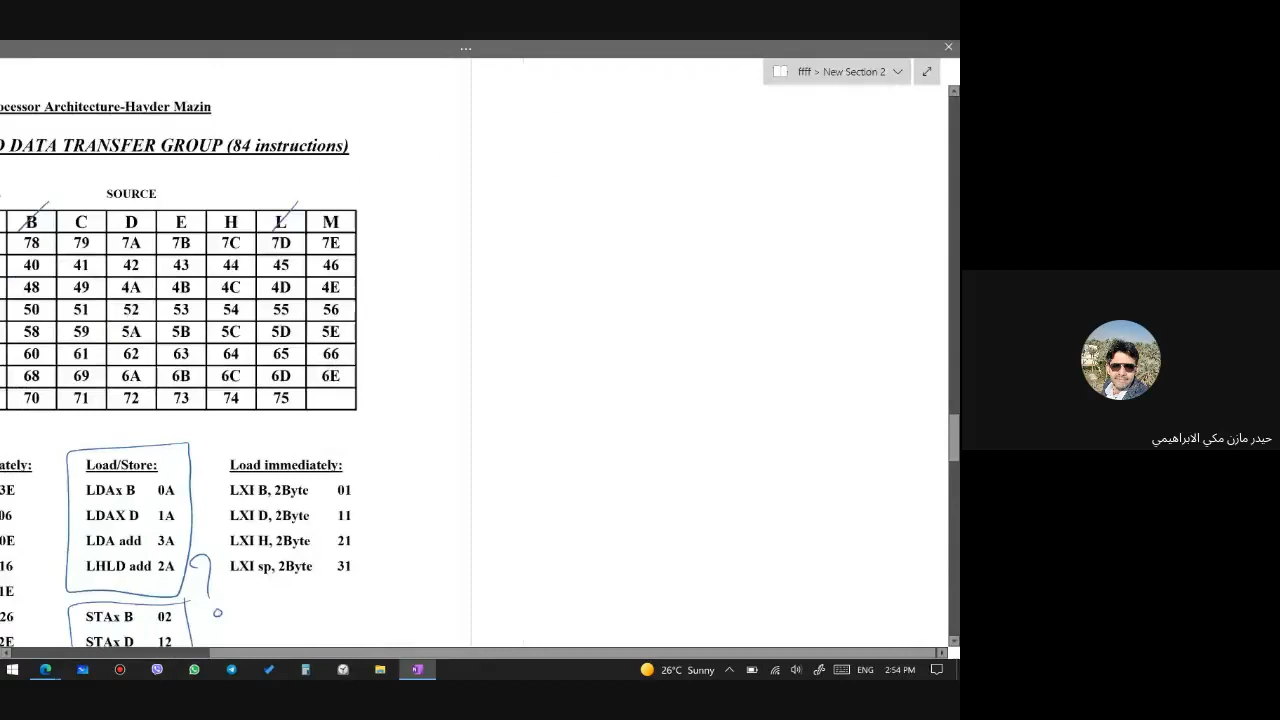 ffff > New Section 2
ocessor Architecture-Hayder Mazin
DATA TRANSFER GROUP (84 instructions)
SOURCE
B C D E H L M
78 79 7A 7B 7C 7D 7E
40 41 42 43 44 45 46
48 49 4A 4B 4C 4D 4E
50 51 52 53 54 55 56
58 59 5A 5B 5C 5D 5E
60 61 62 63 64 65 66
68 69 6A 6B 6C 6D 6E
70 71 72 73 74 75
ately: Load/Store: Load immediately:
3E LDAx B 0A LXI B, 2Byte 01
06 LDAX D 1A LXI D, 2Byte 11
0E LDA add 3A LXI H, 2Byte 21
16 LHLD add 2A LXI sp, 2Byte 31
1E ?
26 STAx B 02
2E STAx D 12
حيدر مازن مكي الابراهيمي
26°C Sunny ENG 2:54 PM